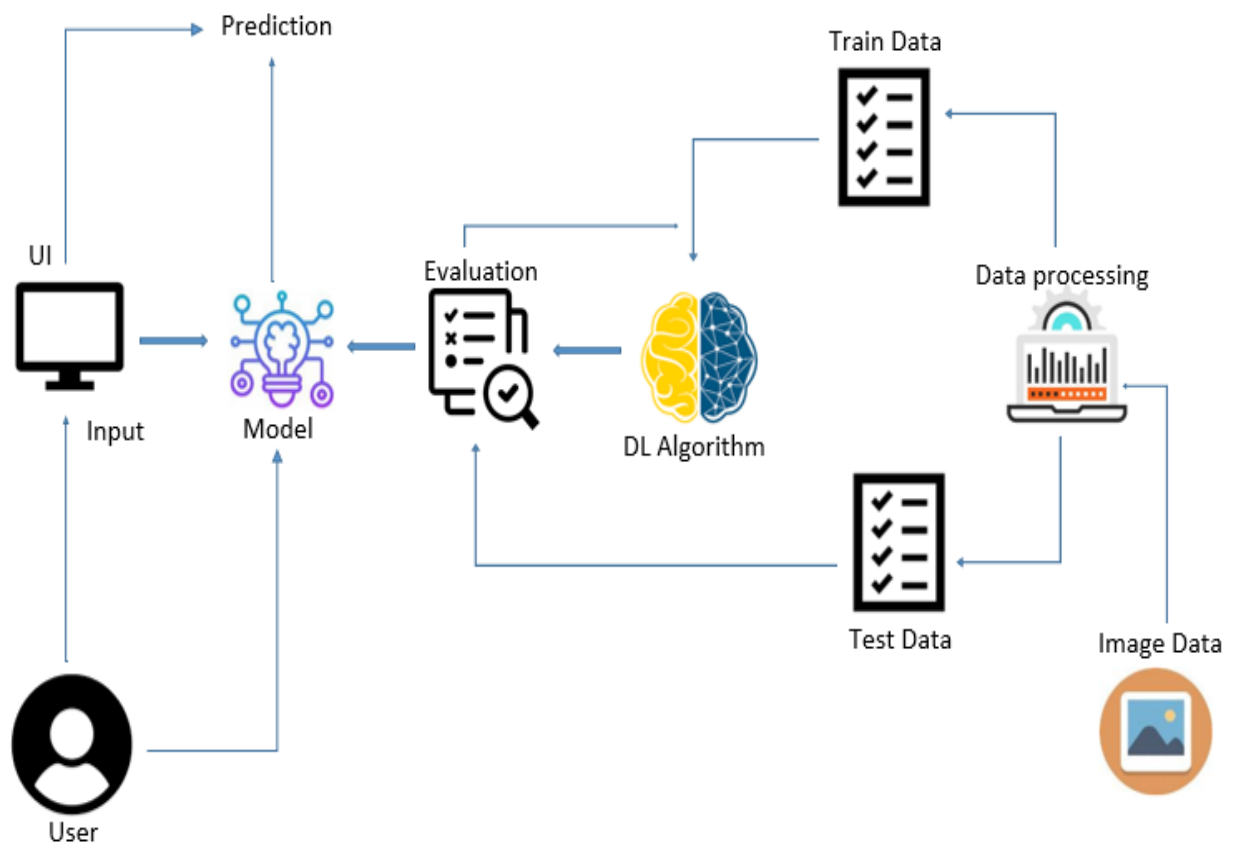 Prediction
Train Data
UI
Evaluation
Data processing
Input
Model
DL Algorithm
Test Data
Image Data
User